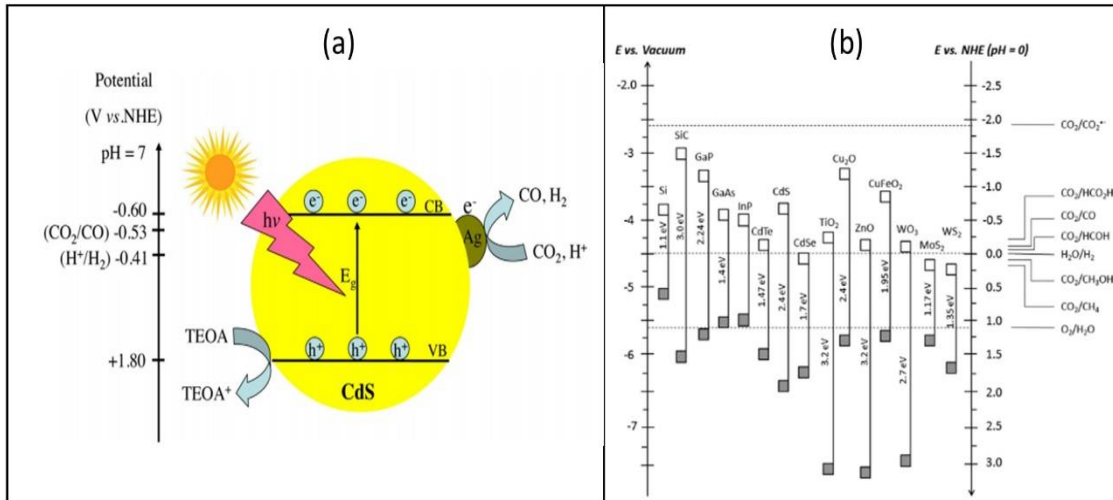 (a)
Potential
(V vs.NHE)
pH = 7
-0.60
(CO₂/CO) -0.53
(H⁺/H₂) -0.41
+1.80
hν
e⁻ e⁻ e⁻
CB
e⁻
Ag
CO, H₂
CO₂, H⁺
E_g
TEOA
TEOA⁺
h⁺ h⁺ h⁺
VB
CdS
(b)
E vs. Vacuum
E vs. NHE (pH = 0)
-2.0
-3
-4
-5
-6
-7
Si
1.1 eV
SiC
3.0 eV
GaP
2.24 eV
GaAs
1.4 eV
InP
CdTe
1.47 eV
CdS
2.4 eV
CdSe
1.7 eV
TiO₂
3.2 eV
Cu₂O
2.4 eV
ZnO
3.2 eV
CuFeO₂
1.95 eV
WO₃
2.7 eV
MoS₂
1.17 eV
WS₂
1.35 eV
-2.5
-2.0
-1.5
-1.0
-0.5
0.0
0.5
1.0
1.5
2.0
2.5
3.0
CO₂/CO₂•⁻
CO₂/HCO₂H
CO₂/CO
CO₂/HCOH
H₂O/H₂
CO₂/CH₃OH
CO₂/CH₄
O₂/H₂O